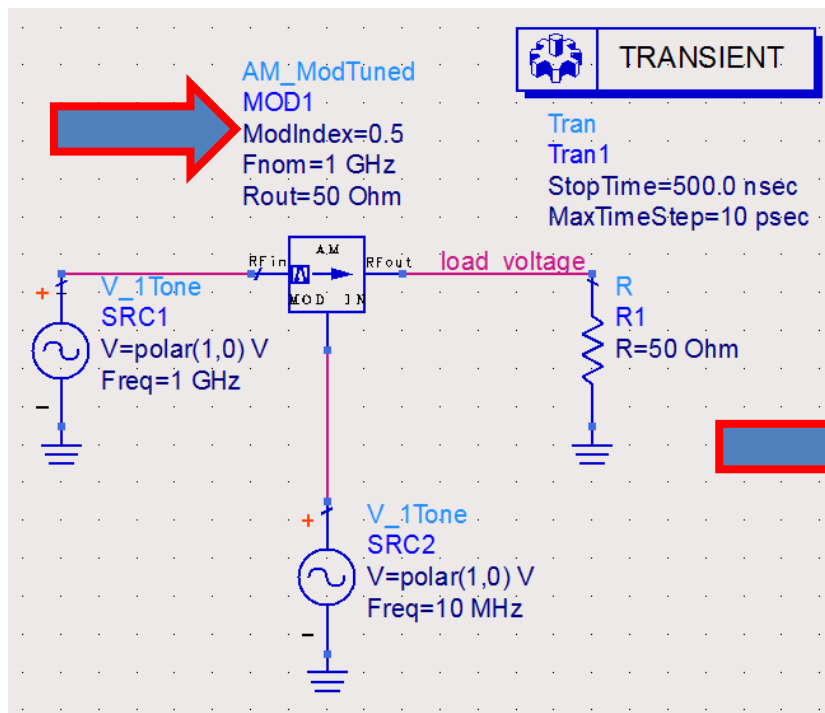 TRANSIENT
AM_ModTuned
MOD1
ModIndex=0.5
Fnom=1 GHz
Rout=50 Ohm
Tran
Tran1
StopTime=500.0 nsec
MaxTimeStep=10 psec
AM
RFin
RFout
MOD IN
load voltage
+
V_1Tone
SRC1
V=polar(1,0) V
Freq=1 GHz
−
R
R1
R=50 Ohm
+
V_1Tone
SRC2
V=polar(1,0) V
Freq=10 MHz
−